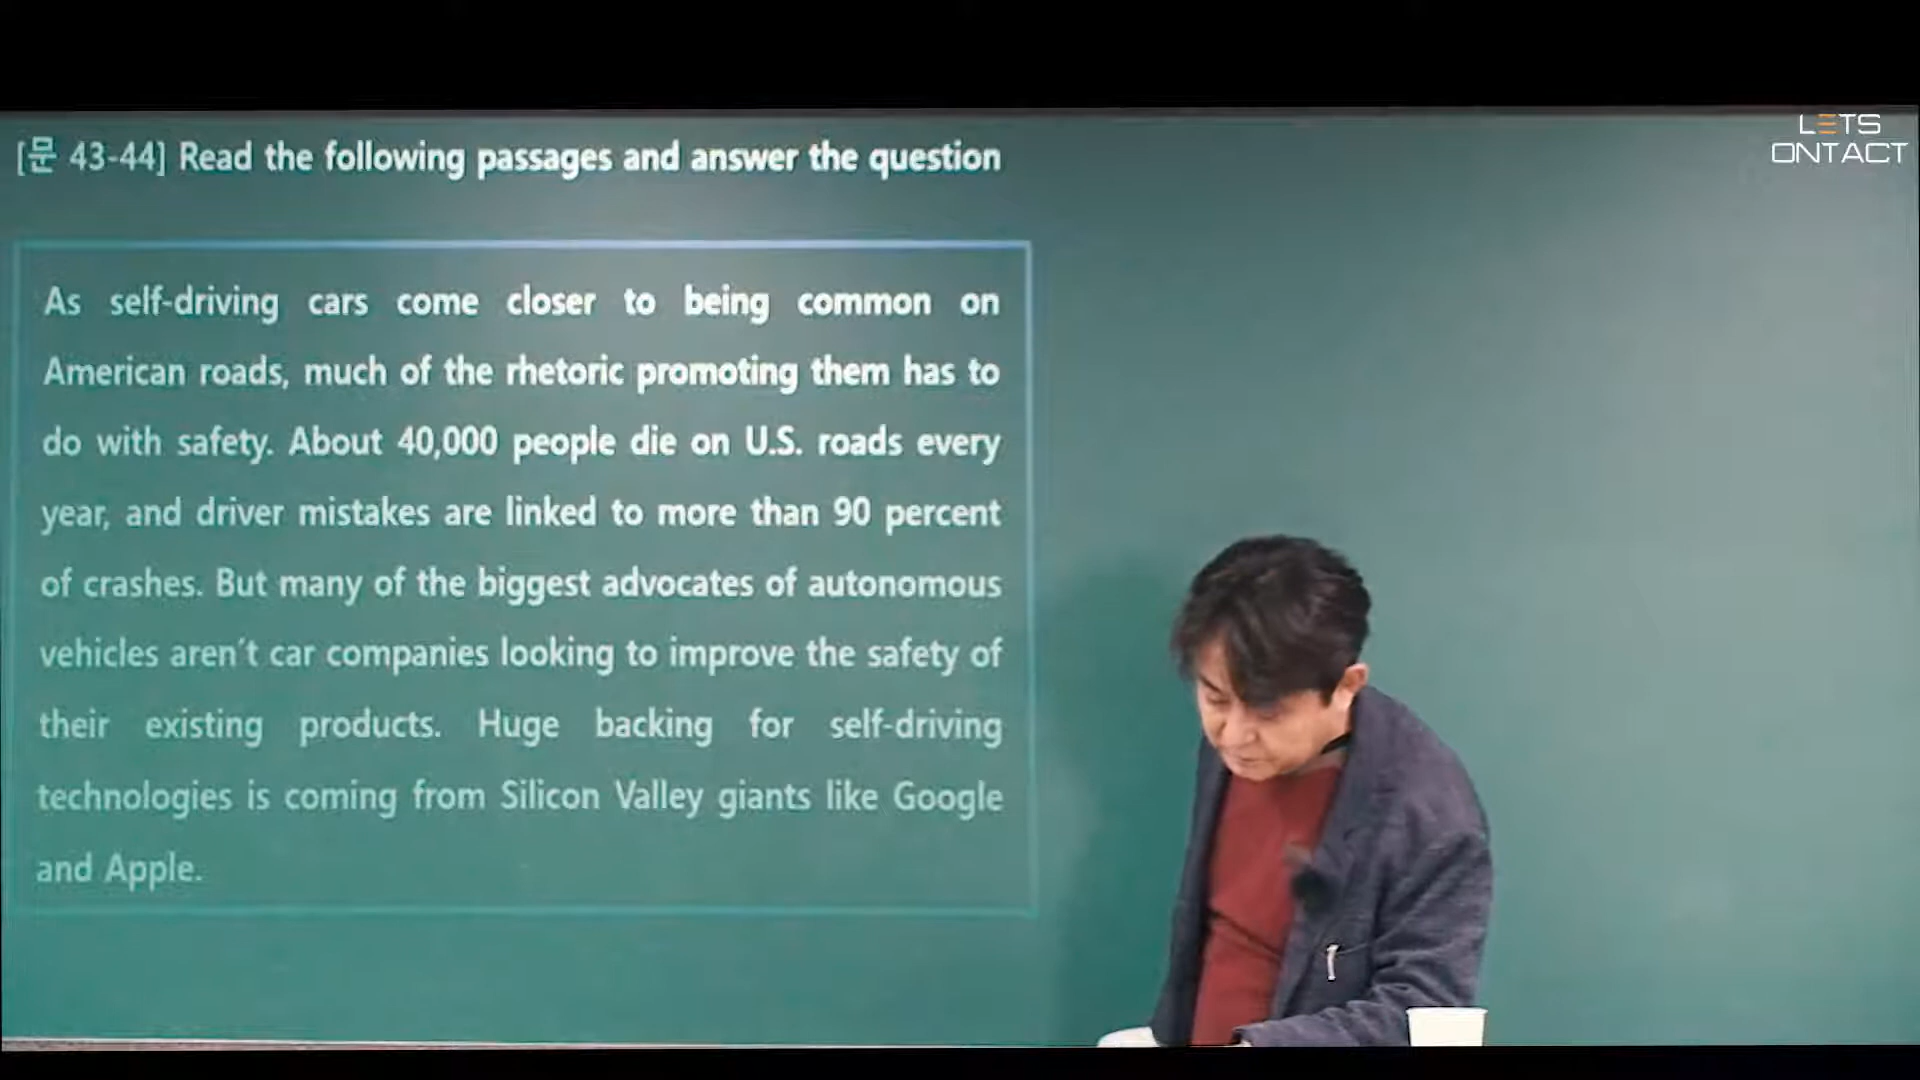 [문 43-44] Read the following passages and answer the question
LETS
ONTACT
As self-driving cars come closer to being common on
American roads, much of the rhetoric promoting them has to
do with safety. About 40,000 people die on U.S. roads every
year, and driver mistakes are linked to more than 90 percent
of crashes. But many of the biggest advocates of autonomous
vehicles aren't car companies looking to improve the safety of
their existing products. Huge backing for self-driving
technologies is coming from Silicon Valley giants like Google
and Apple.